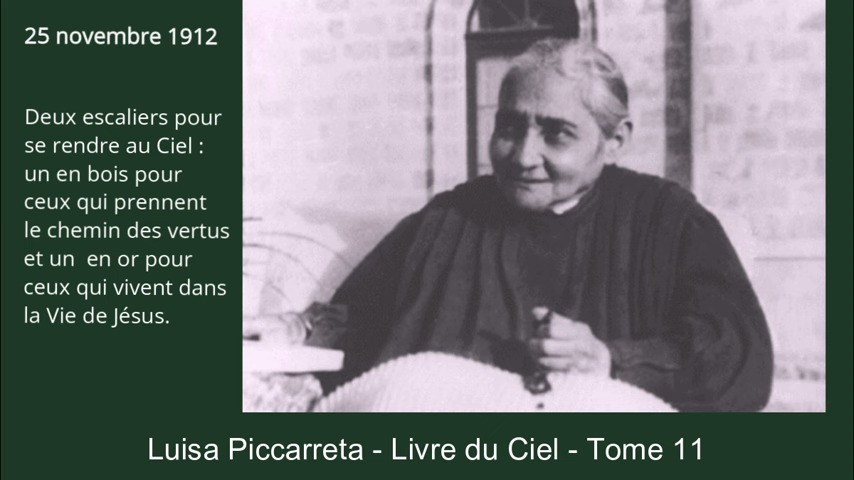 25 novembre 1912
Deux escaliers pour
se rendre au Ciel :
un en bois pour
ceux qui prennent
le chemin des vertus
et un  en or pour
ceux qui vivent dans
la Vie de Jésus.
Luisa Piccarreta - Livre du Ciel - Tome 11